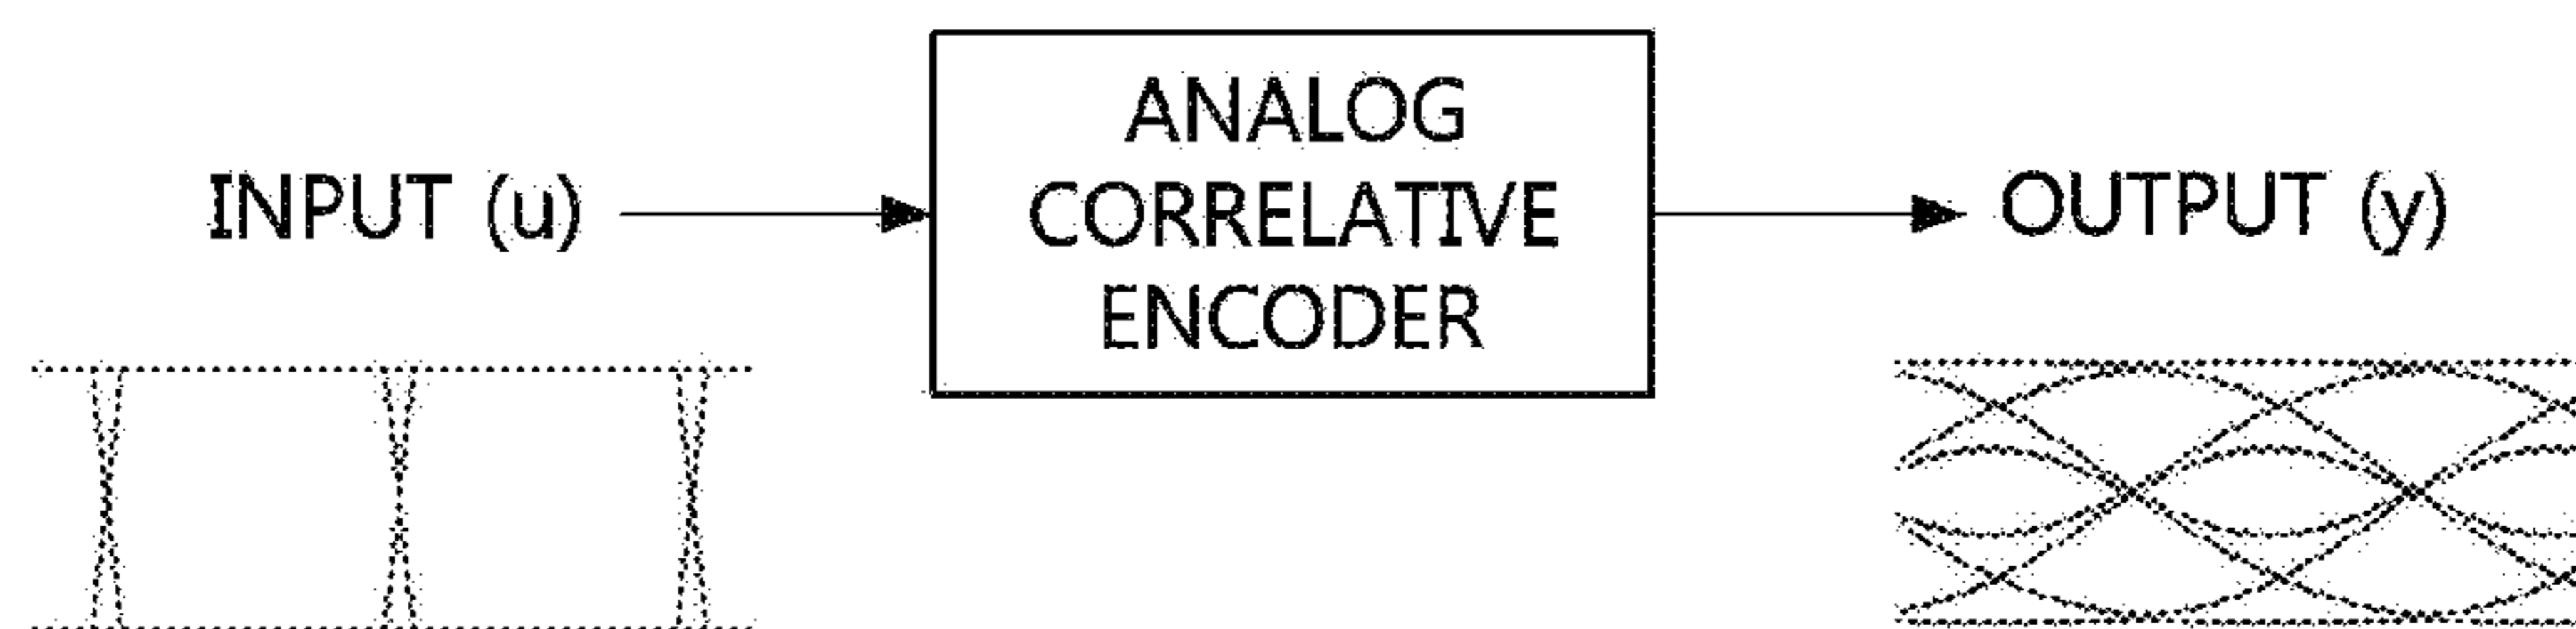 INPUT (u)
ANALOG
CORRELATIVE
ENCODER
OUTPUT (y)